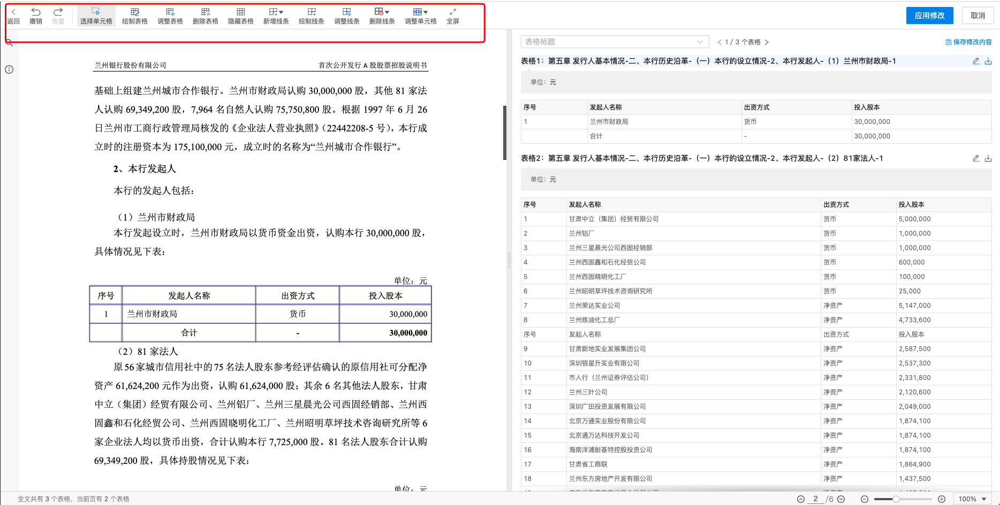 返回 撤销 恢复 选择单元格 绘制表格 调整表格 删除表格 隐藏表格 新增线条 绘制线条 调整线条 删除线条 调整单元格 全屏
应用修改 取消
兰州银行股份有限公司 首次公开发行 A 股股票招股说明书
基础上组建兰州城市合作银行。兰州市财政局认购 30,000,000 股，其他 81 家法
人认购 69,349,200 股，7,964 名自然人认购 75,750,800 股。根据 1997 年 6 月 26
日兰州市工商行政管理局核发的《企业法人营业执照》（22442208-5 号），本行成
立时的注册资本为 175,100,000 元，成立时的名称为“兰州城市合作银行”。
2、本行发起人
本行的发起人包括：
（1）兰州市财政局
本行发起设立时，兰州市财政局以货币资金出资，认购本行 30,000,000 股，
具体情况见下表：
单位：元
序号 发起人名称 出资方式 投入股本
1 兰州市财政局 货币 30,000,000
合计 - 30,000,000
（2）81 家法人
原 56 家城市信用社中的 75 名法人股东参考经评估确认的原信用社可分配净
资产 61,624,200 元作为出资，认购 61,624,000 股；其余 6 名其他法人股东，甘肃
中立（集团）经贸有限公司、兰州铝厂、兰州三星晨光公司西固经销部、兰州西
固鑫和石化经贸公司、兰州西固晓明化工厂、兰州昭明草坪技术咨询研究所等 6
家企业法人均以货币出资，合计认购本行 7,725,000 股。81 名法人股东合计认购
69,349,200 股，具体持股情况见下表：
单位：元
表格标题 1 / 3 个表格 保存修改内容
表格1：第五章 发行人基本情况-二、本行历史沿革-（一）本行的设立情况-2、本行发起人-（1）兰州市财政局-1
单位：元
序号 发起人名称 出资方式 投入股本
1 兰州市财政局 货币 30,000,000
合计 - 30,000,000
表格2：第五章 发行人基本情况-二、本行历史沿革-（一）本行的设立情况-2、本行发起人-（2）81家法人-1
单位：元
序号 发起人名称 出资方式 投入股本
1 甘肃中立（集团）经贸有限公司 货币 5,000,000
2 兰州铝厂 货币 1,000,000
3 兰州三星晨光公司西固经销部 货币 1,000,000
4 兰州西固鑫和石化经贸公司 货币 600,000
5 兰州西固晓明化工厂 货币 100,000
6 兰州昭明草坪技术咨询研究所 货币 25,000
7 兰州荣达实业公司 净资产 5,147,000
8 兰州炼油化工总厂 净资产 4,733,600
序号 发起人名称 出资方式 投入股本
9 甘肃新地实业发展集团公司 净资产 2,587,500
10 深圳银星升实业有限公司 净资产 2,537,300
11 市人行（兰州证券评估公司） 净资产 2,331,800
12 兰州三叶公司 净资产 2,120,600
13 深圳广田投资发展有限公司 净资产 2,049,000
14 北京万通实业股份有限公司 净资产 1,874,100
15 北京通万达科技开发公司 净资产 1,874,100
16 海南洋浦耐基特控股投资公司 净资产 1,874,100
17 甘肃省工商联 净资产 1,864,900
18 兰州东方房地产开发有限公司 净资产 1,437,500
全文共有 3 个表格，当前页有 2 个表格
2 /6 100%